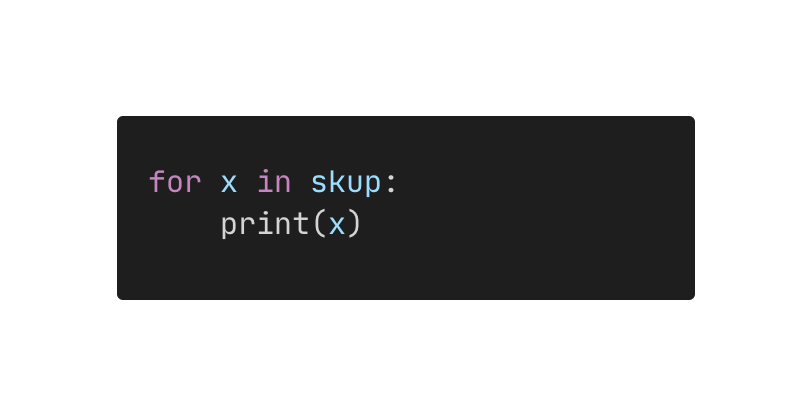 for x in skup:
    print(x)